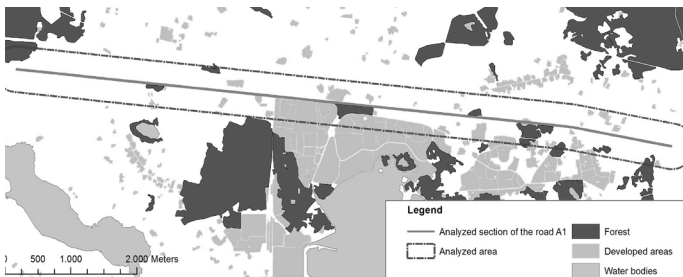 Legend
Analyzed section of the road A1
Analyzed area
Forest
Developed areas
Water bodies
0 500 1.000 2.000 Meters